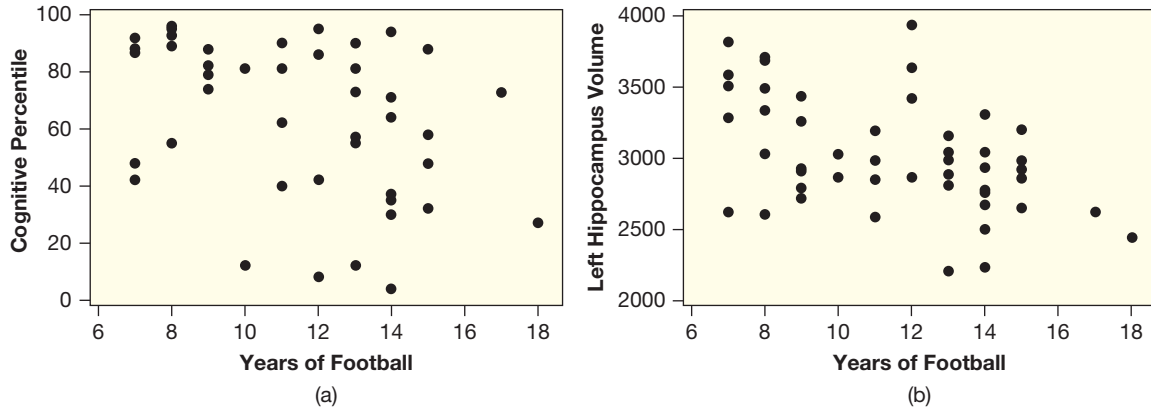 100
80
60
40
20
0
Cognitive Percentile
6 8 10 12 14 16 18
Years of Football
(a)
4000
3500
3000
2500
2000
Left Hippocampus Volume
6 8 10 12 14 16 18
Years of Football
(b)